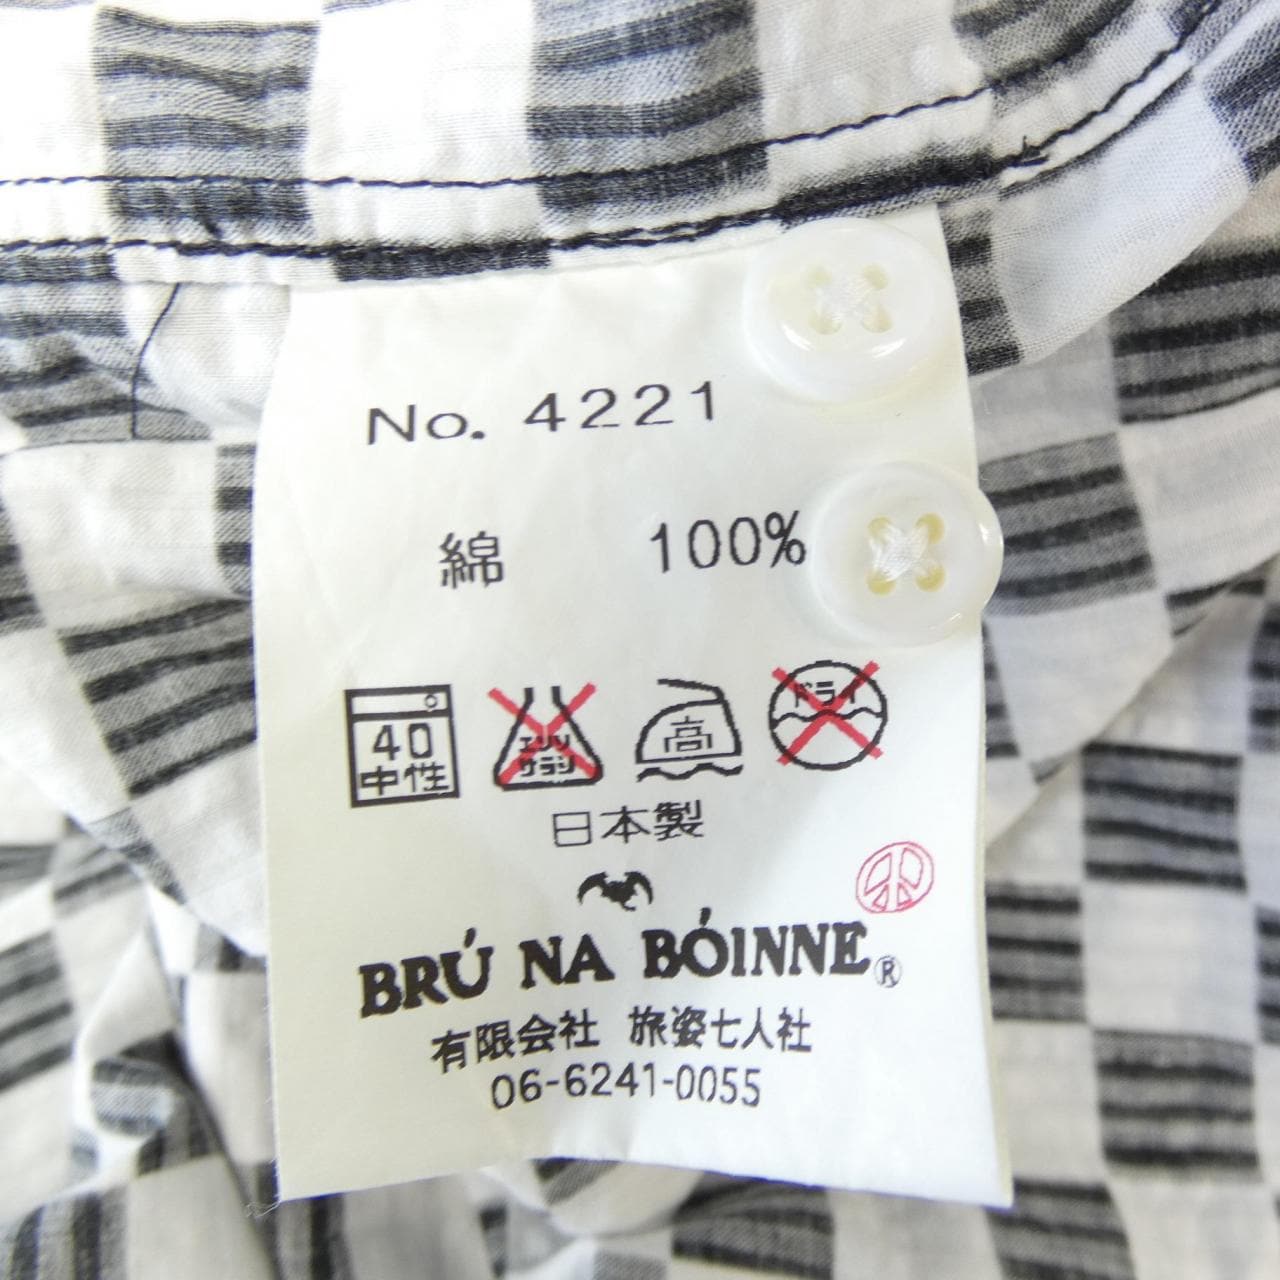 No. 4221
綿 100%
40
中性
エンソ
サラシ
高
ドライ
日本製
BRÚ NA BÓINNE®
有限会社 旅姿七人社
06-6241-0055